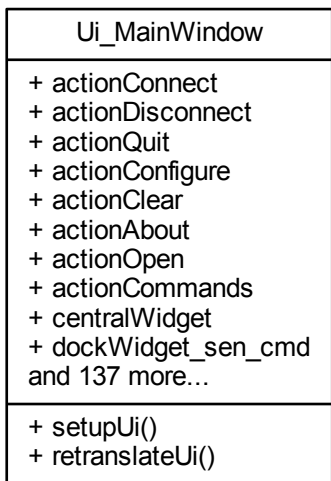 Ui_MainWindow
+ actionConnect
+ actionDisconnect
+ actionQuit
+ actionConfigure
+ actionClear
+ actionAbout
+ actionOpen
+ actionCommands
+ centralWidget
+ dockWidget_sen_cmd
and 137 more...
+ setupUi()
+ retranslateUi()